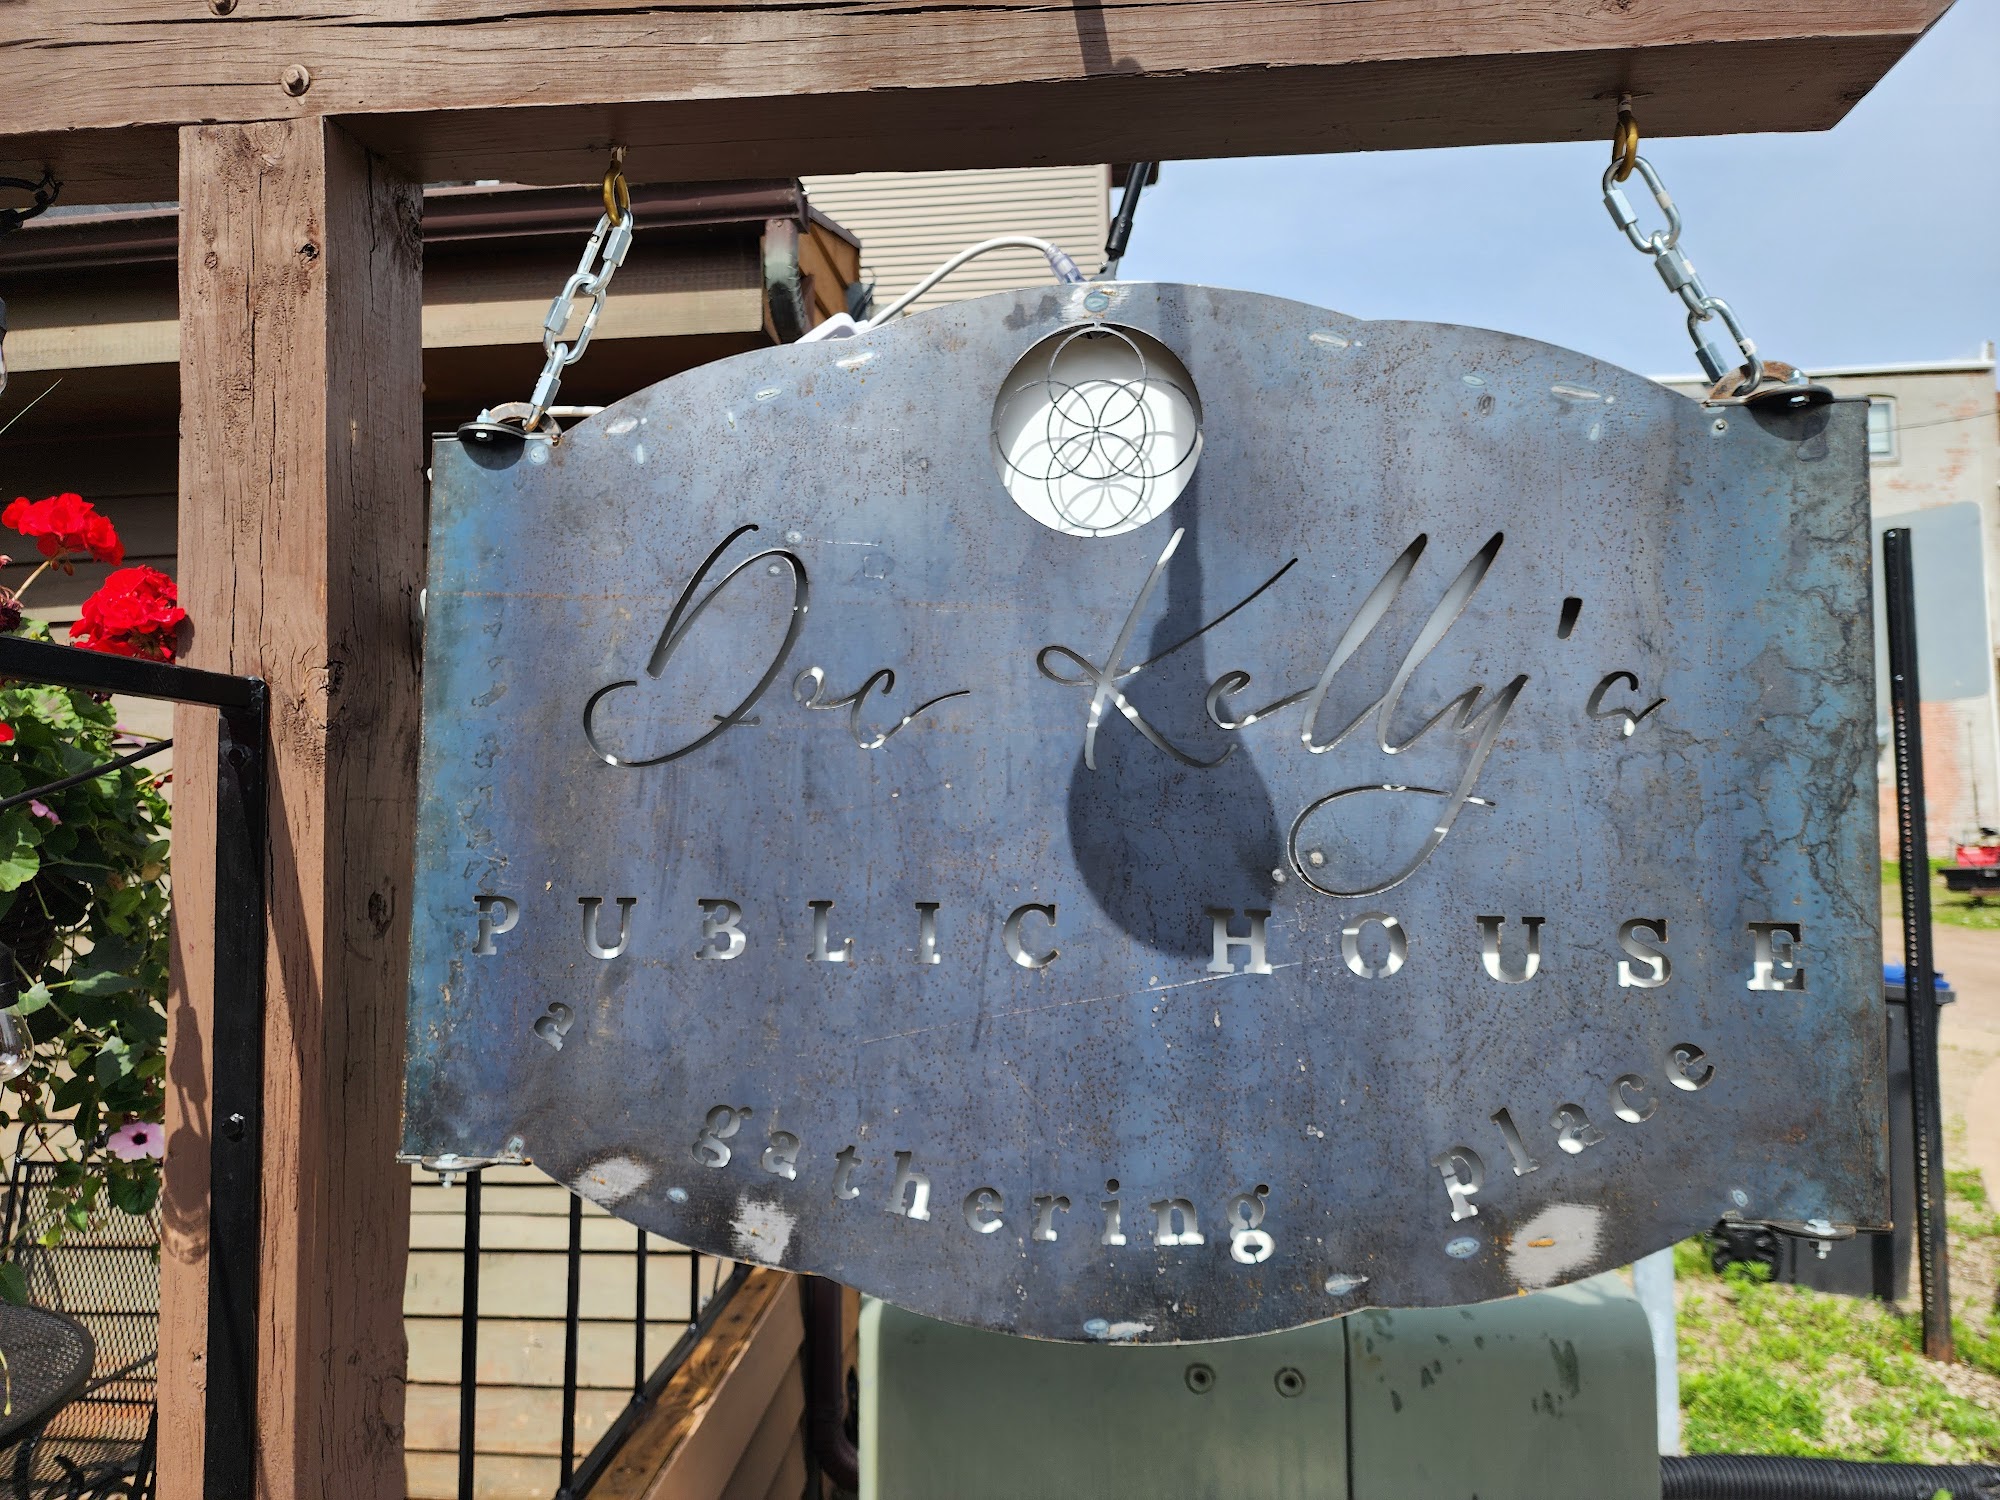 Doc Kelly's
PUBLIC HOUSE
a gathering place